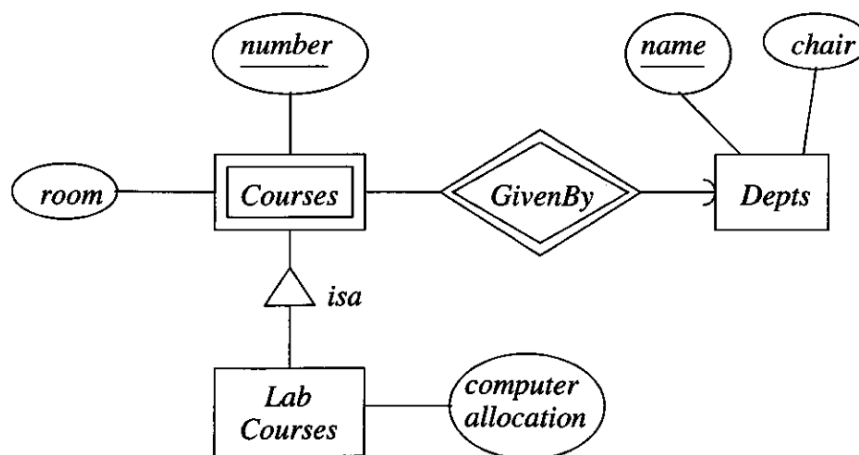 number
name
chair
room
Courses
GivenBy
Depts
isa
Lab
Courses
computer
allocation